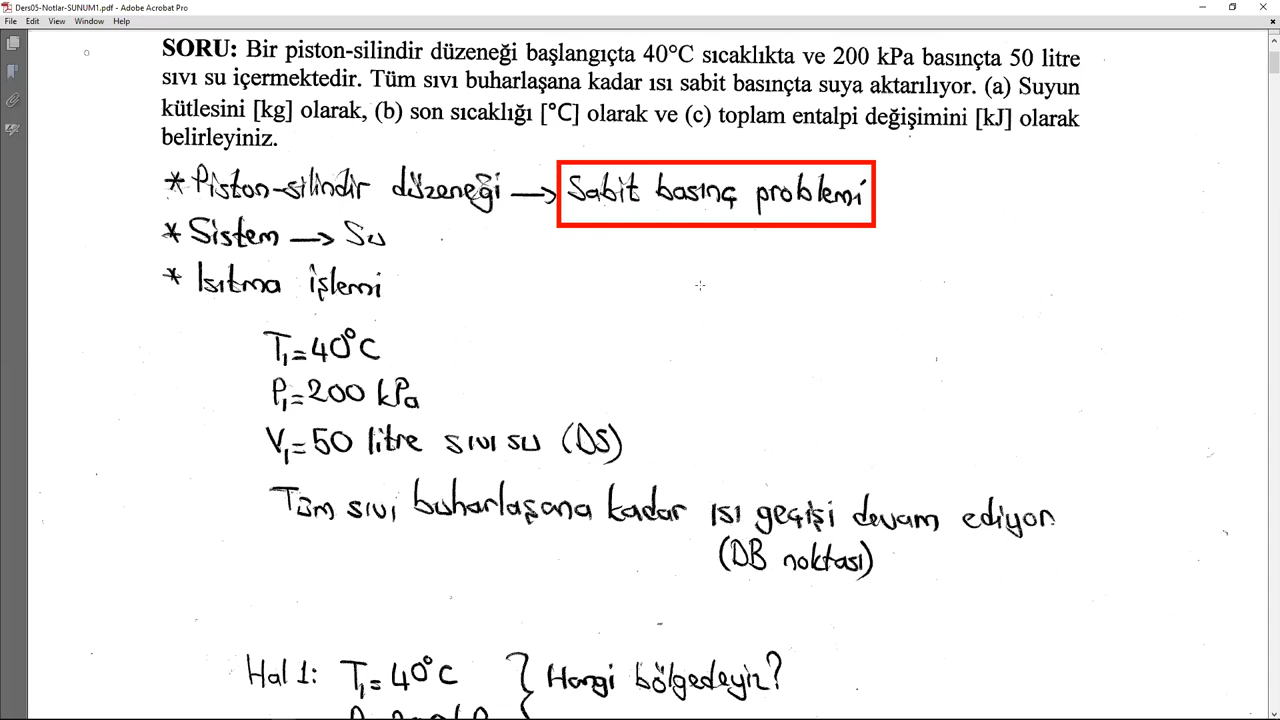 Ders05-Notlar-SUNUM1.pdf - Adobe Acrobat Pro
File Edit View Window Help
SORU: Bir piston-silindir düzeneği başlangıçta 40°C sıcaklıkta ve 200 kPa basınçta 50 litre
sıvı su içermektedir. Tüm sıvı buharlaşana kadar ısı sabit basınçta suya aktarılıyor. (a) Suyun
kütlesini [kg] olarak, (b) son sıcaklığı [°C] olarak ve (c) toplam entalpi değişimini [kJ] olarak
belirleyiniz.
* Piston-silindir düzeneği → Sabit basınç problemi
* Sistem → Su
* Isıtma işlemi
T₁=40°C
P₁=200 kPa
V₁=50 litre sıvı su (DS)
Tüm sıvı buharlaşana kadar ısı geçişi devam ediyor
(DB noktası)
Hal 1: T₁=40°C } Hangi bölgedeyiz?